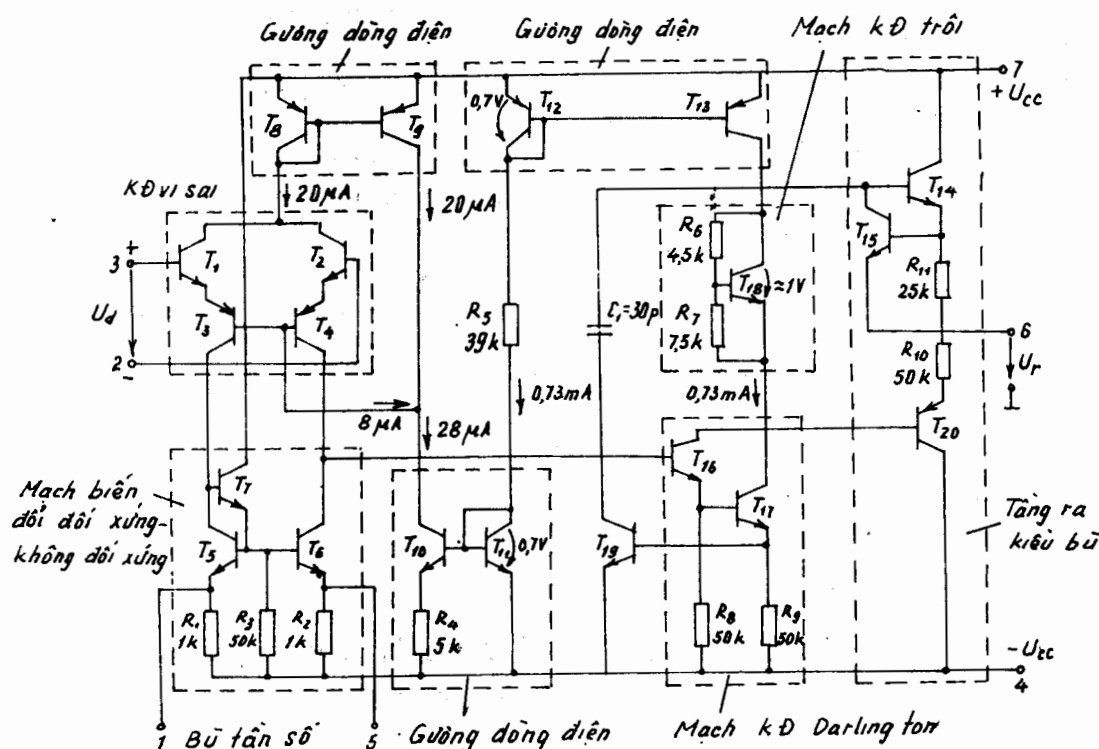 Gương dòng điện
Gương dòng điện
Mạch kĐ trôi
7
+ Ucc
T8
T9
0,7V
T12
T13
T14
KĐ vi sai
20μA
20μA
T15
R6
4,5k
T18
≈1V
R11
25k
3
+
T1
T2
Ud
T3
T4
R5
39k
C1=30p
R7
7,5k
6
Ur
R10
50k
2
-
0,73mA
0,73mA
8μA
28μA
T20
T16
Mạch biến
đổi đối xứng-
không đối xứng
T7
T17
Tầng ra
kiểu bù
T5
T6
T10
T11
0,7V
T19
R1
1k
R3
50k
R2
1k
R4
5k
R8
50k
R9
50k
-Ucc
4
1
Bù tần số
5
Gương dòng điện
Mạch kĐ Darlington